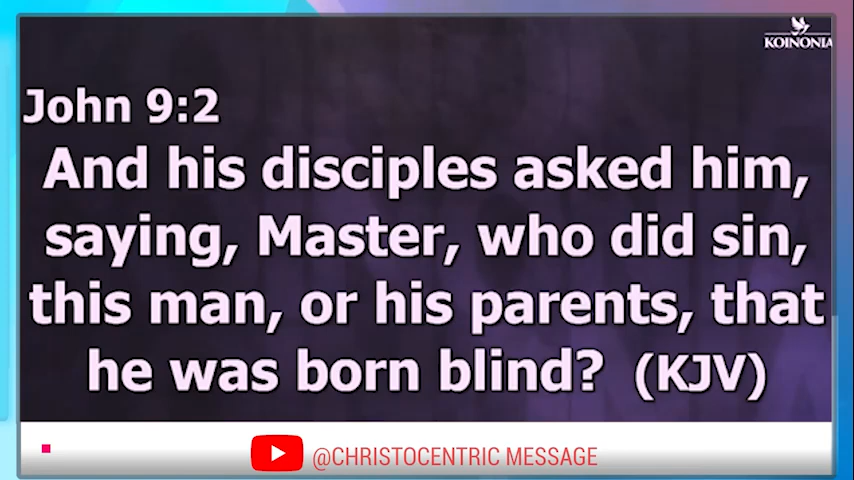 KOINONIA
John 9:2
And his disciples asked him,
saying, Master, who did sin,
this man, or his parents, that
he was born blind? (KJV)
@CHRISTOCENTRIC MESSAGE